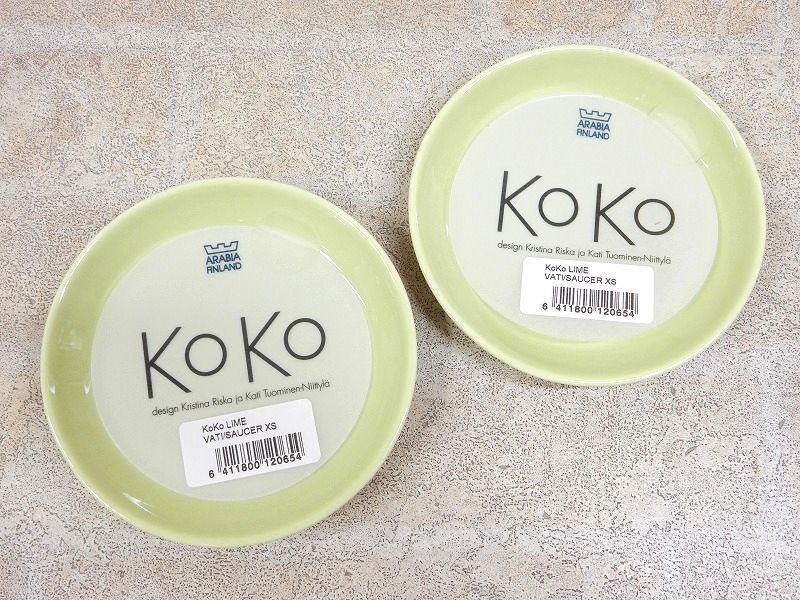 ARABIA
FINLAND
KoKo
design Kristina Riska ja Kati Tuominen-Niittylä
KoKo LIME
VATI/SAUCER XS
6 411800 120654
ARABIA
FINLAND
KoKo
design Kristina Riska ja Kati Tuominen-Niittylä
KoKo LIME
VATI/SAUCER XS
6 411800 120654